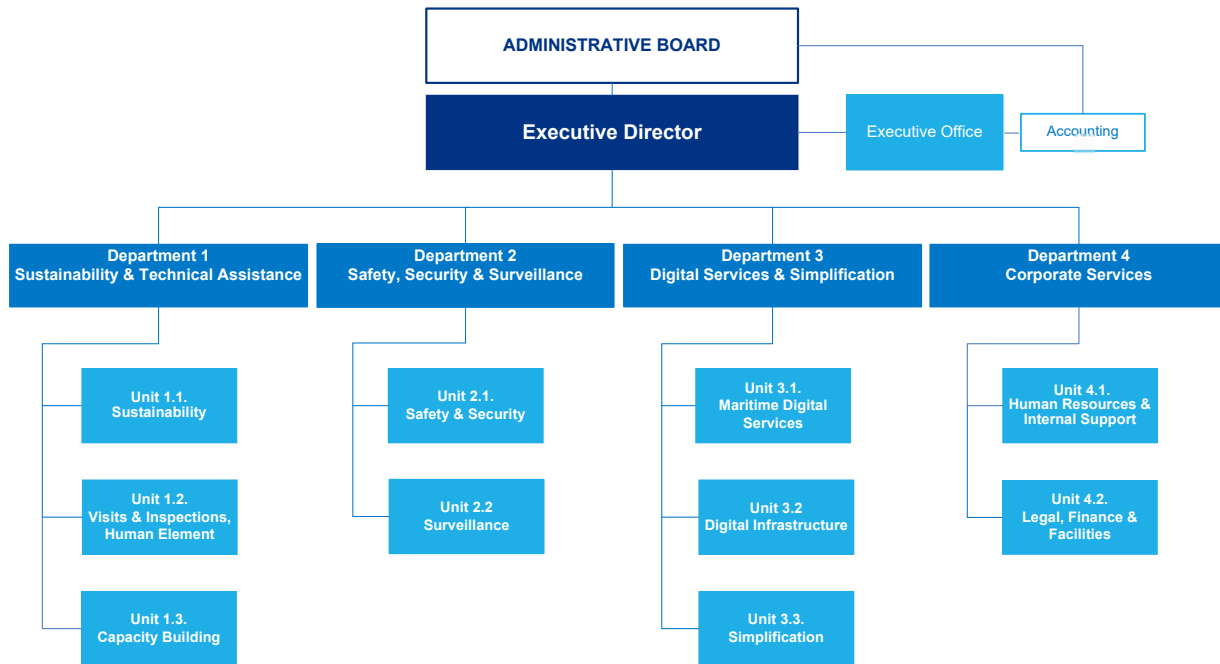 ADMINISTRATIVE BOARD
Executive Director
Executive Office
Accounting
Department 1
Sustainability & Technical Assistance
Department 2
Safety, Security & Surveillance
Department 3
Digital Services & Simplification
Department 4
Corporate Services
Unit 1.1.
Sustainability
Unit 2.1.
Safety & Security
Unit 3.1.
Maritime Digital
Services
Unit 4.1.
Human Resources &
Internal Support
Unit 1.2.
Visits & Inspections,
Human Element
Unit 2.2
Surveillance
Unit 3.2
Digital Infrastructure
Unit 4.2.
Legal, Finance &
Facilities
Unit 1.3.
Capacity Building
Unit 3.3.
Simplification